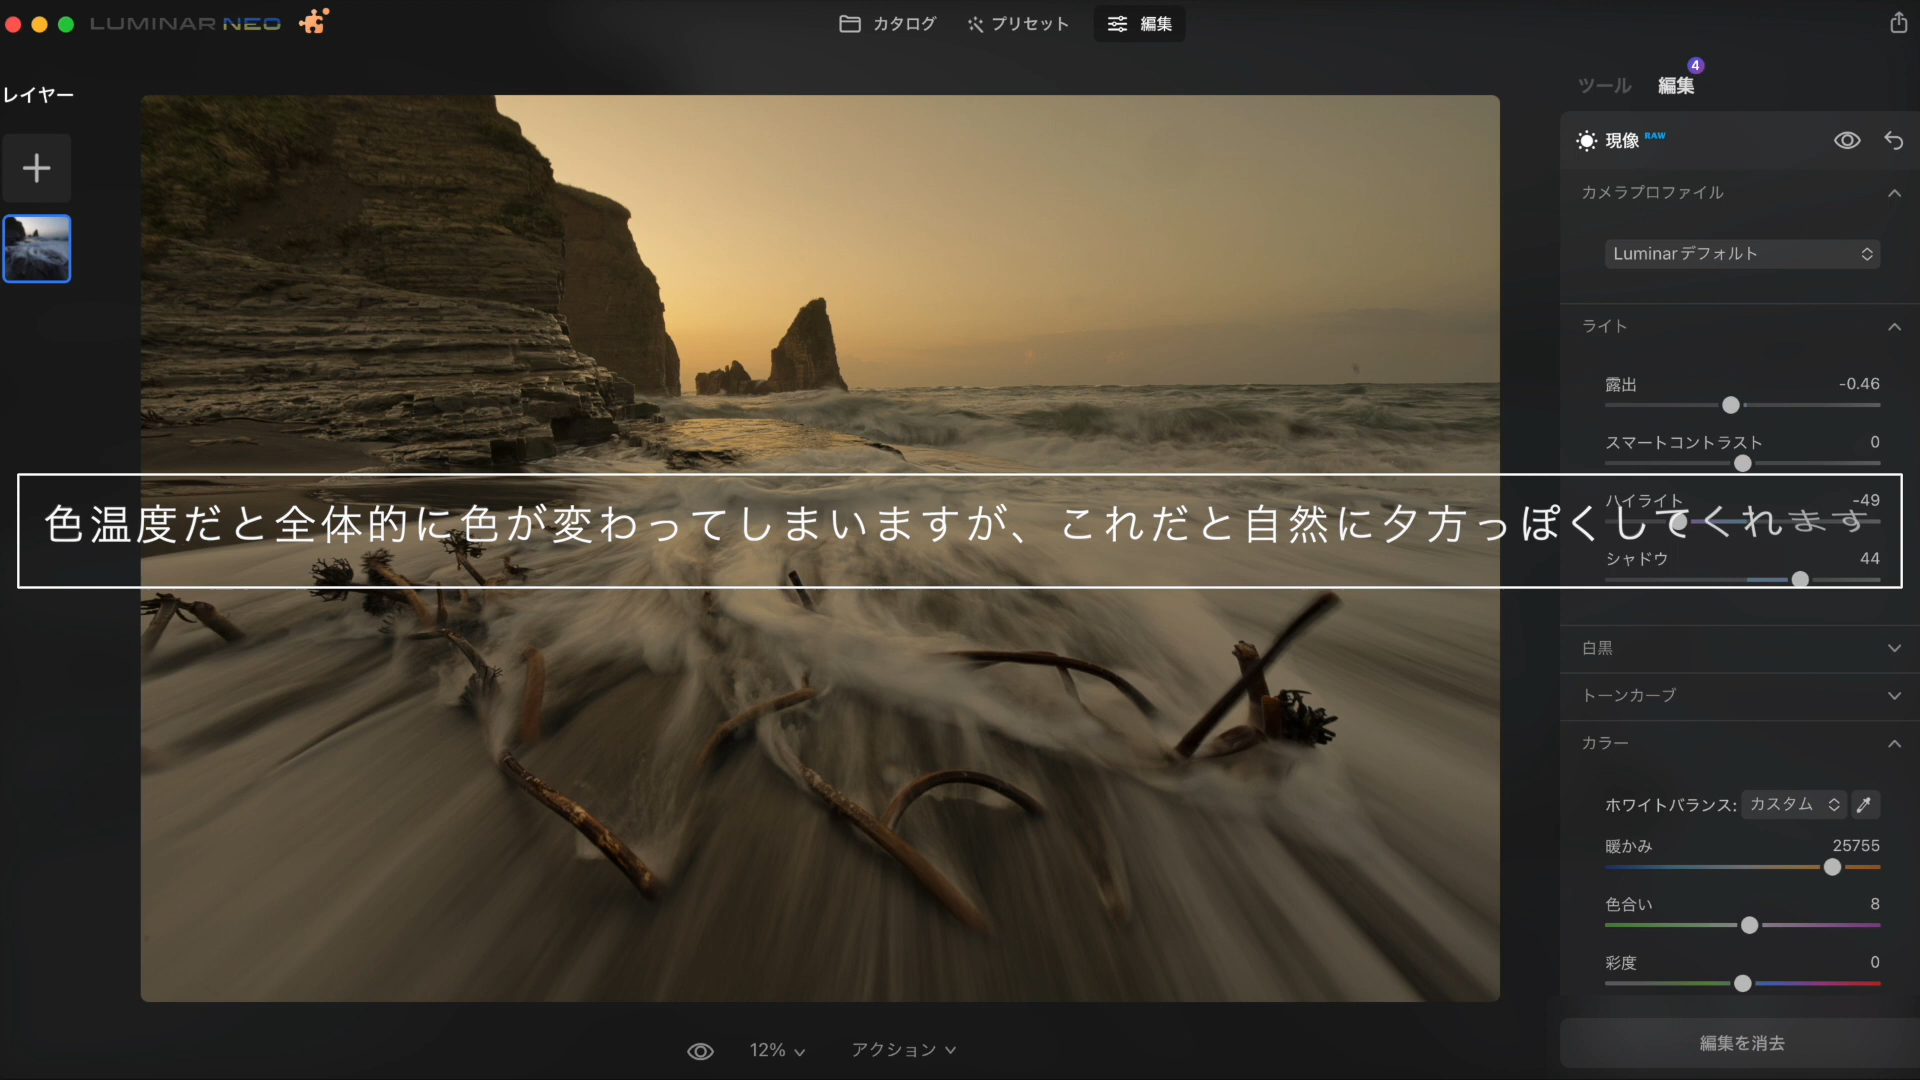 LUMINAR NEO
カタログ
プリセット
編集
レイヤー
ツール
編集
4
現像 RAW
カメラプロファイル
Luminarデフォルト
ライト
露出 -0.46
スマートコントラスト 0
ハイライト -49
色温度だと全体的に色が変わってしまいますが、これだと自然に夕方っぽくしてくれます
シャドウ 44
白黒
トーンカーブ
カラー
ホワイトバランス: カスタム
暖かみ 25755
色合い 8
彩度 0
編集を消去
12%
アクション